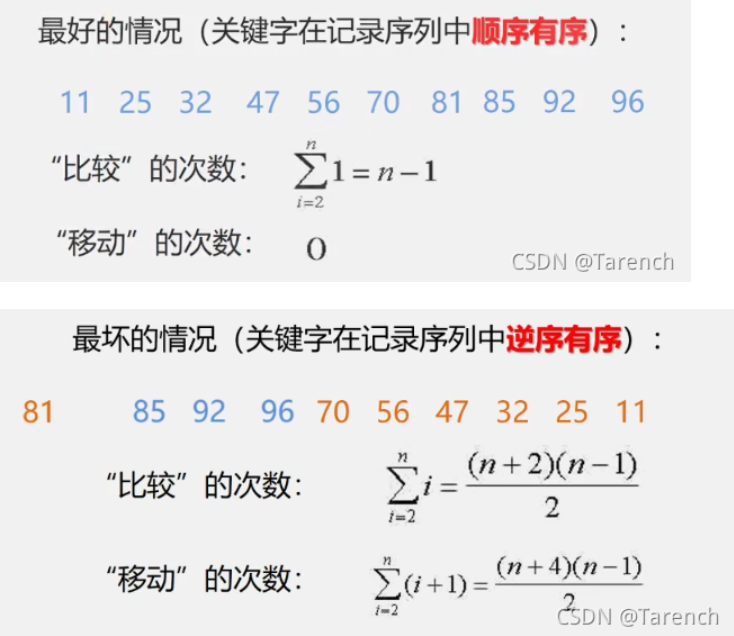 最好的情况（关键字在记录序列中顺序有序）：
11 25 32 47 56 70 81 85 92 96
“比较”的次数： \sum_{i=2}^{n} 1 = n - 1
“移动”的次数： 0
CSDN @Tarench
最坏的情况（关键字在记录序列中逆序有序）：
81 85 92 96 70 56 47 32 25 11
“比较”的次数： \sum_{i=2}^{n} i = \frac{(n+2)(n-1)}{2}
“移动”的次数： \sum_{i=2}^{n} (i+1) = \frac{(n+4)(n-1)}{2}
CSDN @Tarench